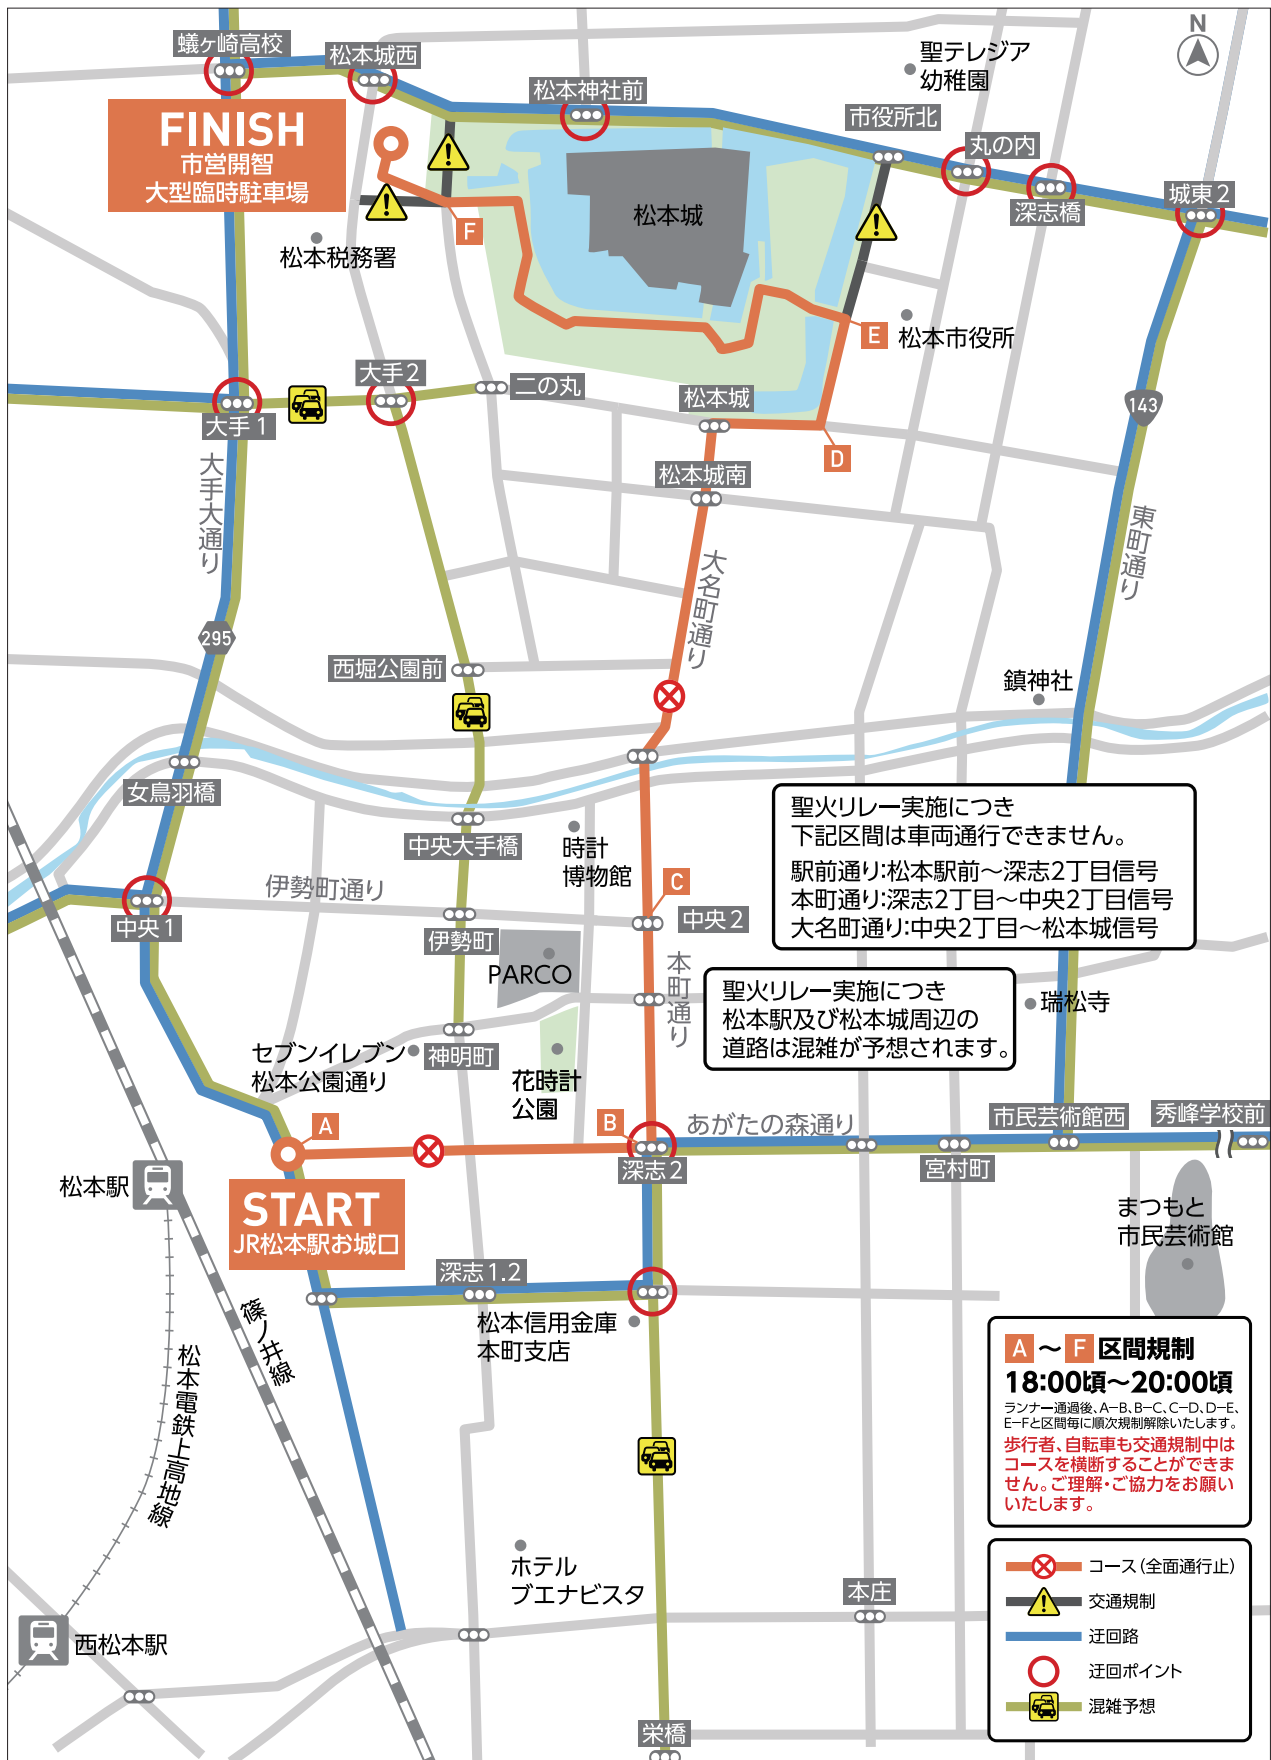 N
蟻ヶ崎高校
松本城西
松本神社前
聖テレジア
幼稚園
市役所北
丸の内
深志橋
城東2
FINISH
市営開智
大型臨時駐車場
松本税務署
F
松本城
E
松本市役所
大手2
二の丸
松本城
大手1
D
143
松本城南
大手大通り
大名町通り
東町通り
295
西堀公園前
鎮神社
女鳥羽橋
中央大手橋
時計
博物館
聖火リレー実施につき
下記区間は車両通行できません。
駅前通り:松本駅前～深志2丁目信号
本町通り:深志2丁目～中央2丁目信号
大名町通り:中央2丁目～松本城信号
伊勢町通り
C
中央1
中央2
伊勢町
PARCO
本町通り
聖火リレー実施につき
松本駅及び松本城周辺の
道路は混雑が予想されます。
瑞松寺
セブンイレブン
松本公園通り
神明町
花時計
公園
A
B
あがたの森通り
市民芸術館西
秀峰学校前
深志2
宮村町
松本駅
START
JR松本駅お城口
まつもと
市民芸術館
深志1.2
篠ノ井線
松本信用金庫
本町支店
松本電鉄上高地線
A～F区間規制
18:00頃～20:00頃
ランナー通過後、A-B、B-C、C-D、D-E、
E-Fと区間毎に順次規制解除いたします。
歩行者、自転車も交通規制中は
コースを横断することができま
せん。ご理解・ご協力をお願い
いたします。
ホテル
ブエナビスタ
本庄
西松本駅
コース(全面通行止)
交通規制
迂回路
迂回ポイント
混雑予想
栄橋